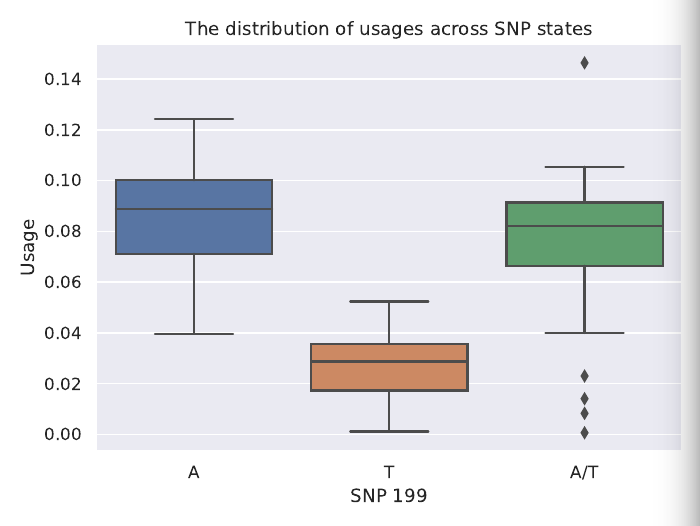 The distribution of usages across SNP states
0.14
0.12
0.10
0.08
0.06
0.04
0.02
0.00
Usage
A T A/T
SNP 199